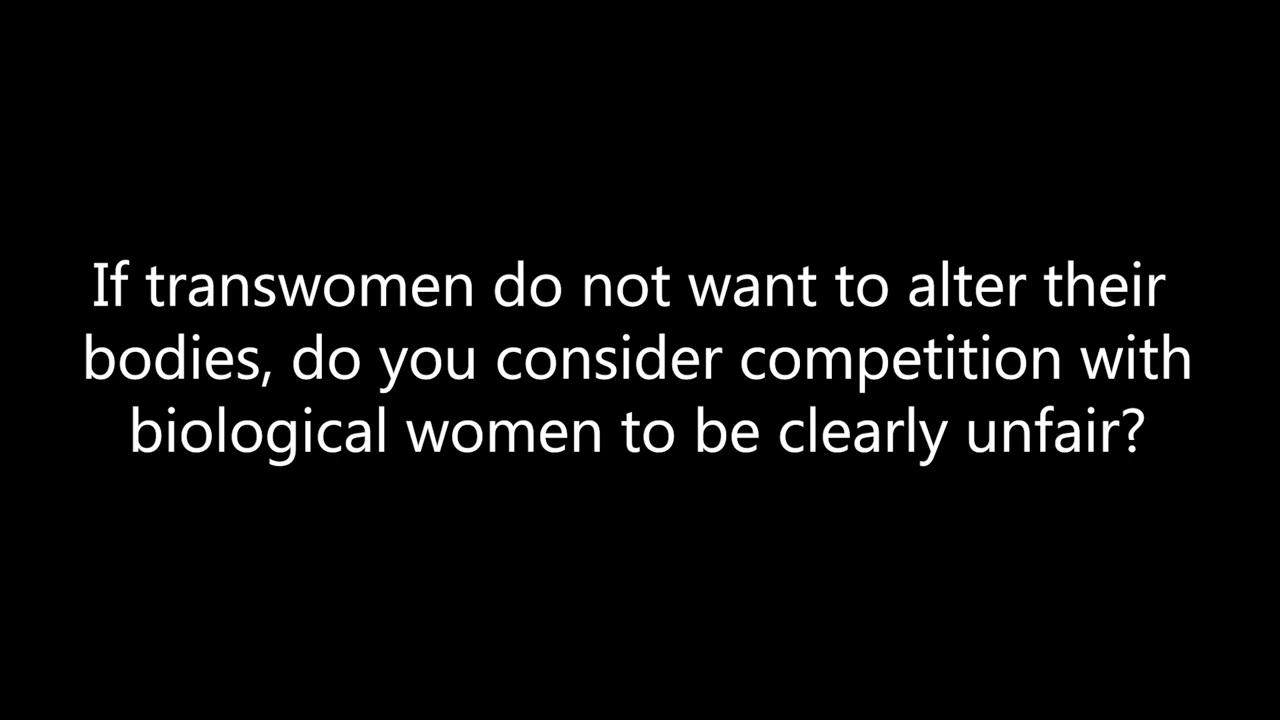 If transwomen do not want to alter their
bodies, do you consider competition with
biological women to be clearly unfair?